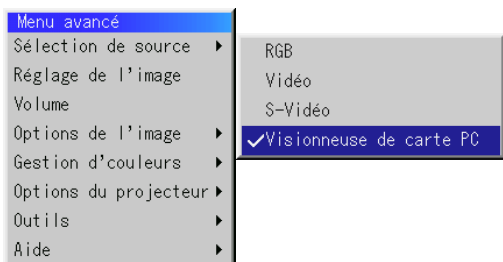 Menu avancé
Sélection de source
Réglage de l'image
Volume
Options de l'image
Gestion d'couleurs
Options du projecteur
Outils
Aide
RGB
Vidéo
S-Vidéo
Visionneuse de carte PC